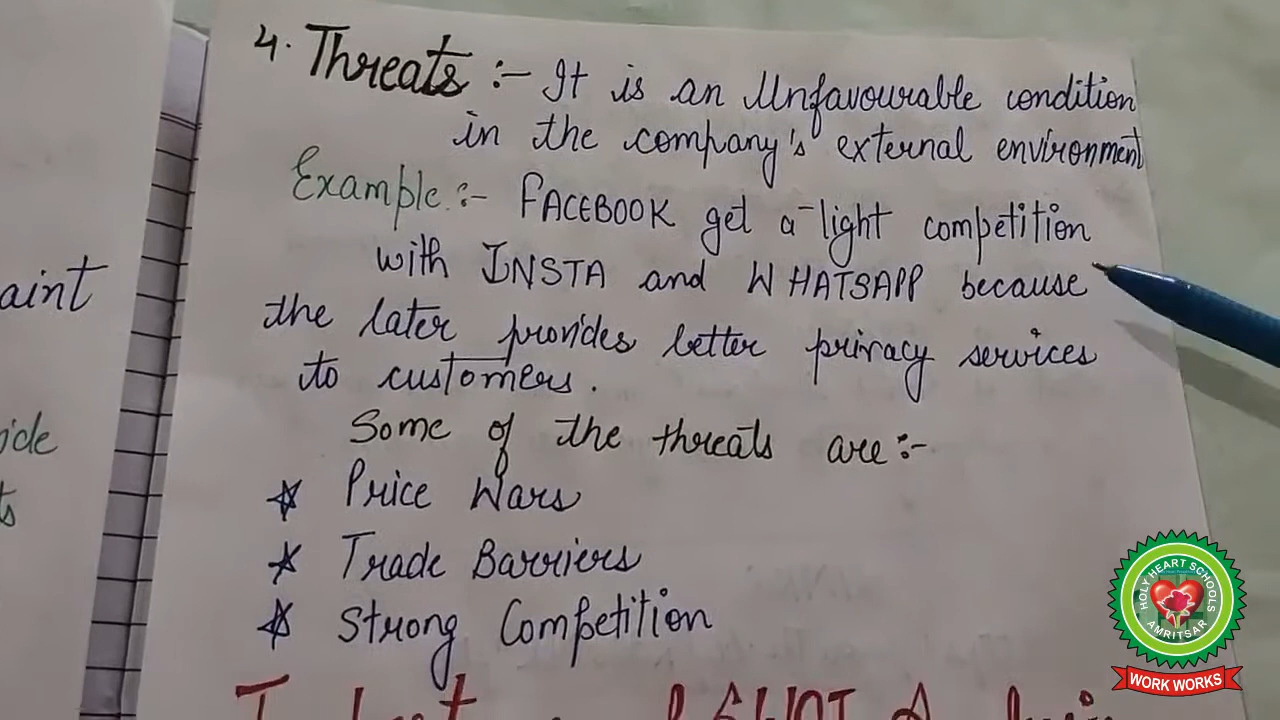 4. Threats :- It is an Unfavourable condition
in the company's external environment
Example :- FACEBOOK get a light competition
with INSTA and WHATSAPP because
the later provides better privacy services
to customers.
Some of the threats are :-
Price Wars
Trade Barriers
Strong Competition
aint
HOLY HEART SCHOOLS
AMRITSAR
WORK WORKS